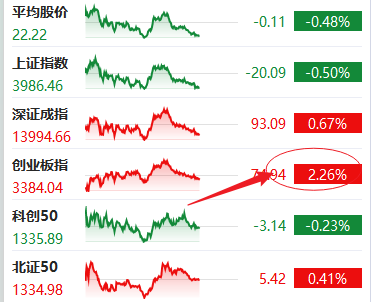 平均股价 -0.11 -0.48%
22.22
上证指数 -20.09 -0.50%
3986.46
深证成指 93.09 0.67%
13994.66
创业板指 2.26%
3384.04
科创50 -3.14 -0.23%
1335.89
北证50 5.42 0.41%
1334.98